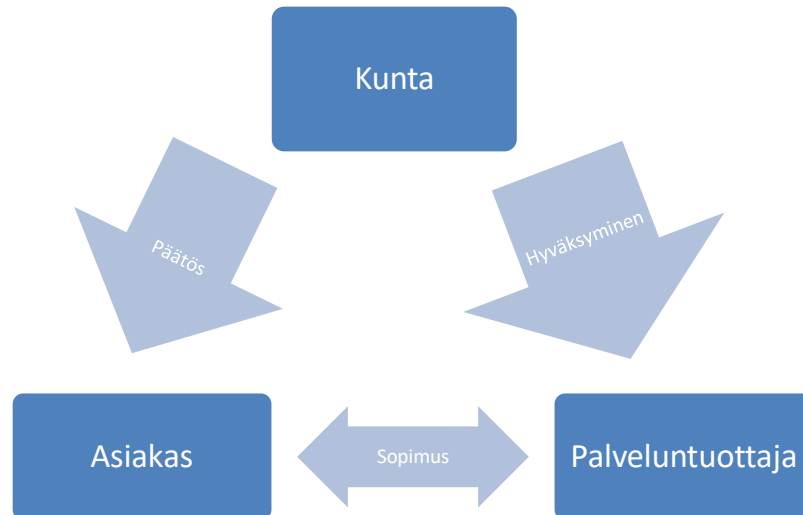 Kunta
Päätös
Hyväksyminen
Asiakas
Sopimus
Palveluntuottaja